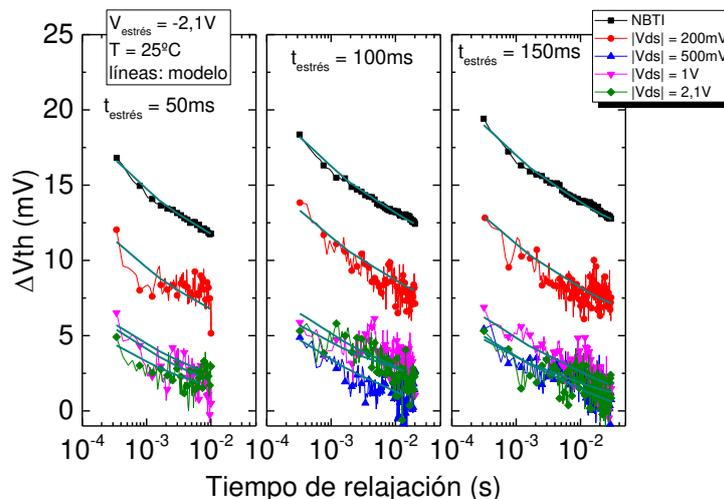 V_estrés = -2,1V
T = 25ºC
líneas: modelo
t_estrés = 50ms
t_estrés = 100ms
t_estrés = 150ms
NBTI
|Vds| = 200mV
|Vds| = 500mV
|Vds| = 1V
|Vds| = 2,1V
ΔVth (mV)
25
20
15
10
5
0
10^-4 10^-3 10^-2 10^-4 10^-3 10^-2 10^-4 10^-3 10^-2
Tiempo de relajación (s)